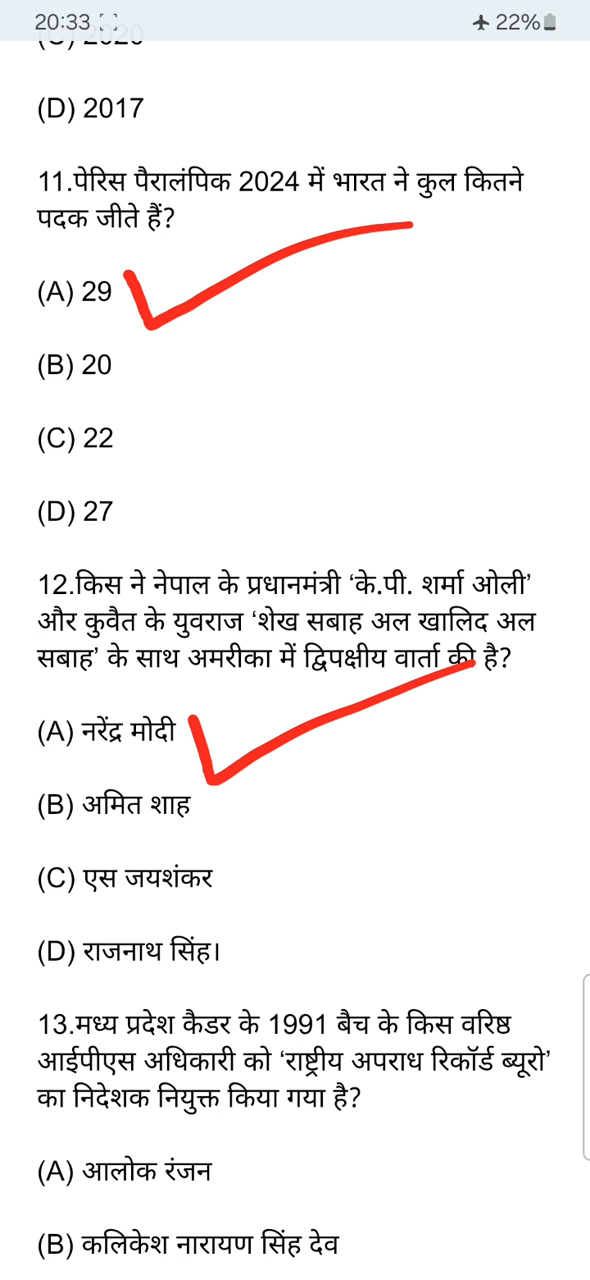 20:33
22%
(C) 2020
(D) 2017
11.पेरिस पैरालंपिक 2024 में भारत ने कुल कितने
पदक जीते हैं?
(A) 29
(B) 20
(C) 22
(D) 27
12.किस ने नेपाल के प्रधानमंत्री ‘के.पी. शर्मा ओली’
और कुवैत के युवराज ‘शेख सबाह अल खालिद अल
सबाह’ के साथ अमरीका में द्विपक्षीय वार्ता की है?
(A) नरेंद्र मोदी
(B) अमित शाह
(C) एस जयशंकर
(D) राजनाथ सिंह।
13.मध्य प्रदेश कैडर के 1991 बैच के किस वरिष्ठ
आईपीएस अधिकारी को ‘राष्ट्रीय अपराध रिकॉर्ड ब्यूरो’
का निदेशक नियुक्त किया गया है?
(A) आलोक रंजन
(B) कलिकेश नारायण सिंह देव